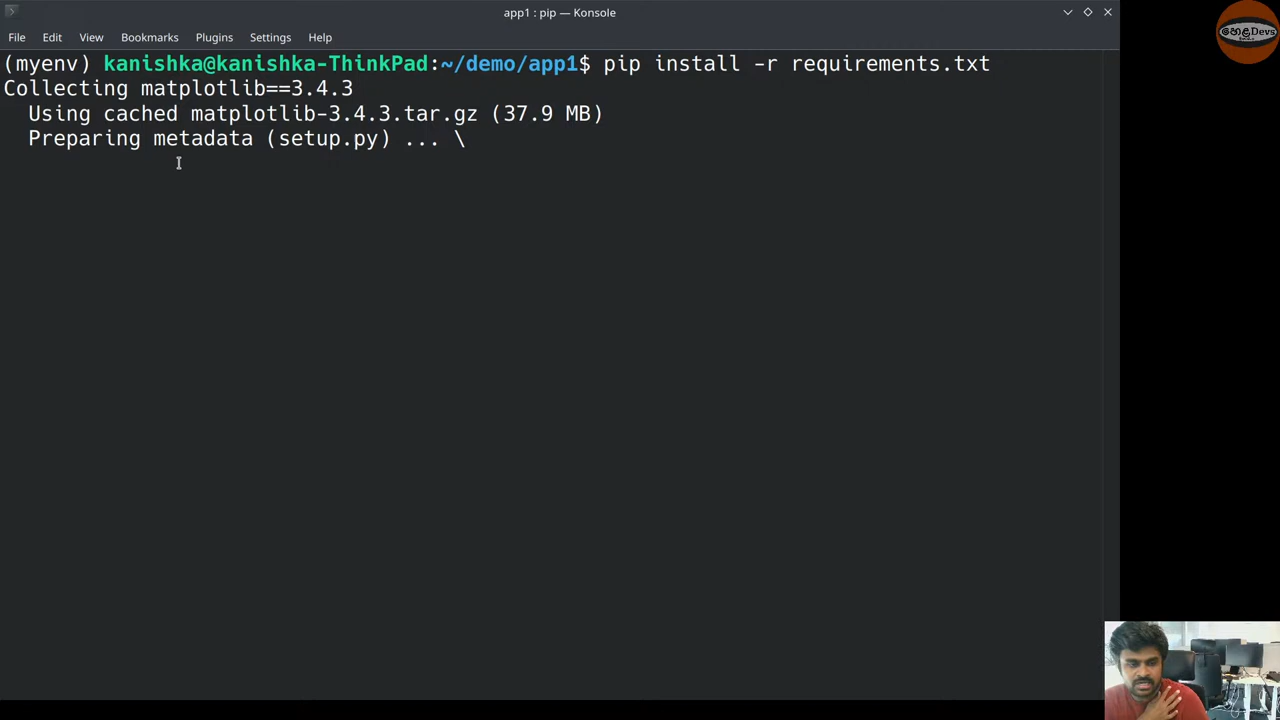 app1 : pip — Konsole
File Edit View Bookmarks Plugins Settings Help
(myenv) kanishka@kanishka-ThinkPad:~/demo/app1$ pip install -r requirements.txt
Collecting matplotlib==3.4.3
  Using cached matplotlib-3.4.3.tar.gz (37.9 MB)
  Preparing metadata (setup.py) ... \
හෙළDevs